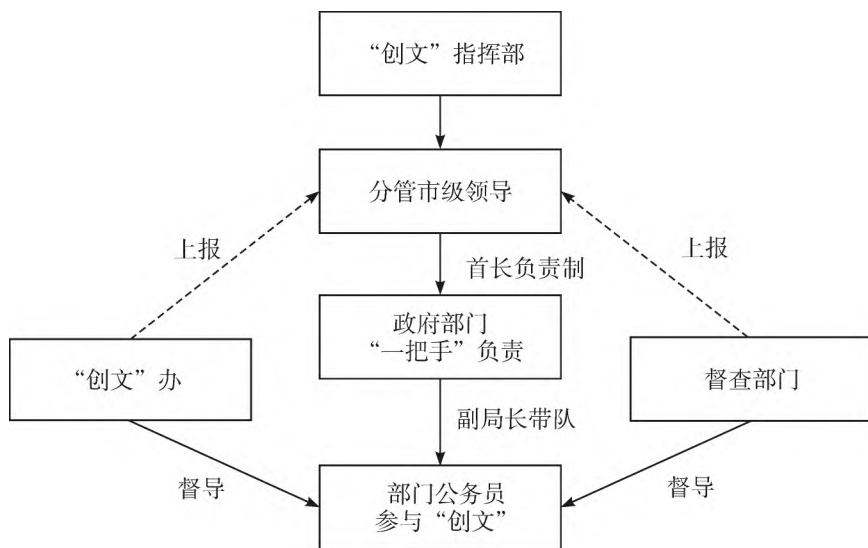 “创文”指挥部
分管市级领导
上报
上报
首长负责制
政府部门
“一把手”负责
“创文”办
督查部门
副局长带队
督导
督导
部门公务员
参与“创文”